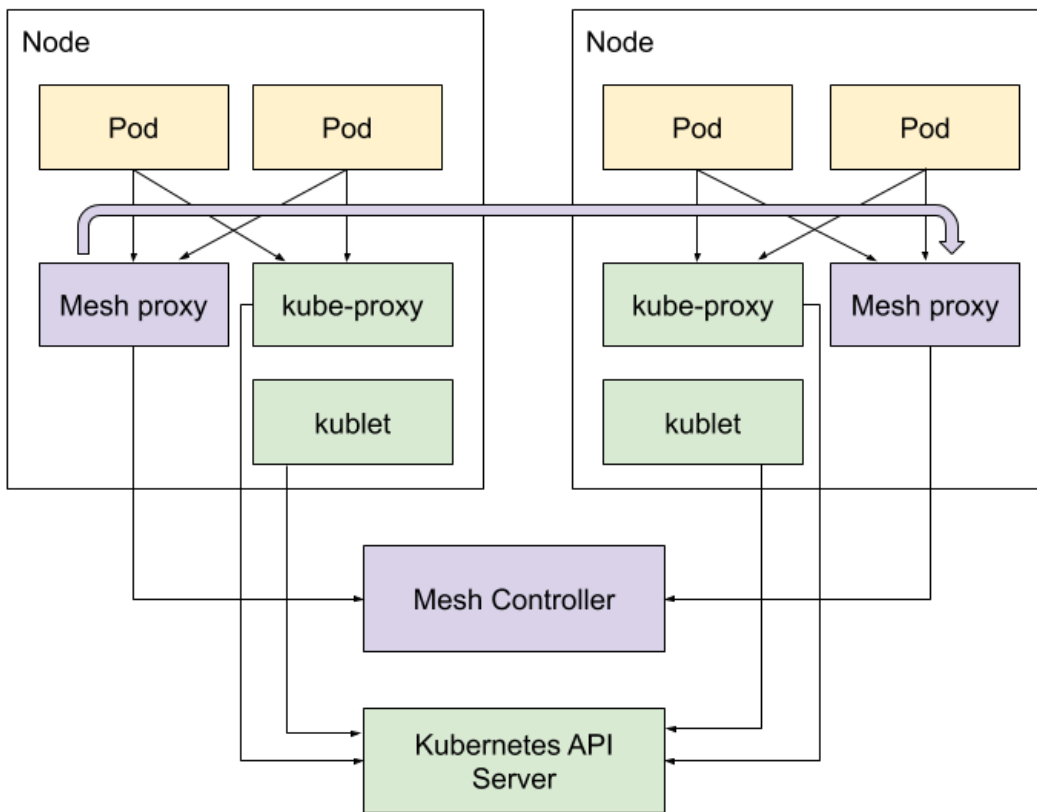 Node
Node
Pod
Pod
Pod
Pod
Mesh proxy
kube-proxy
kube-proxy
Mesh proxy
kublet
kublet
Mesh Controller
Kubernetes API
Server